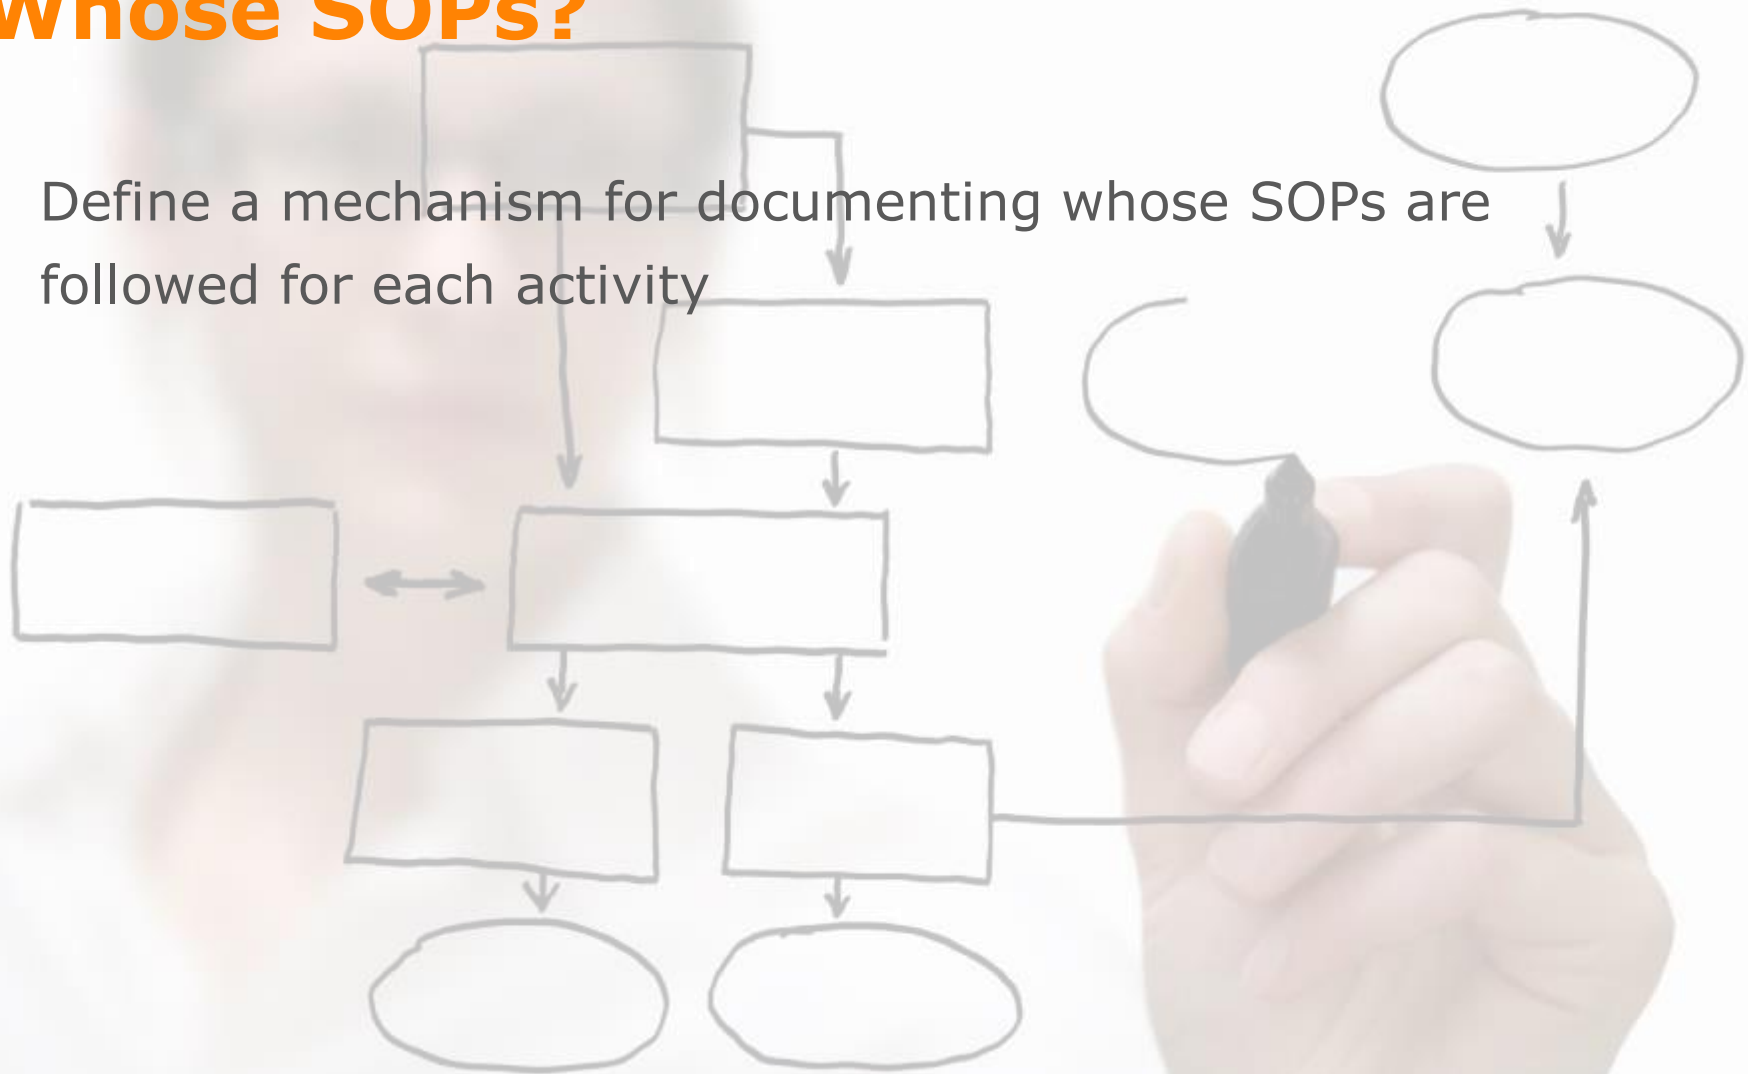 Whose SOPs?
Define a mechanism for documenting whose SOPs are
followed for each activity